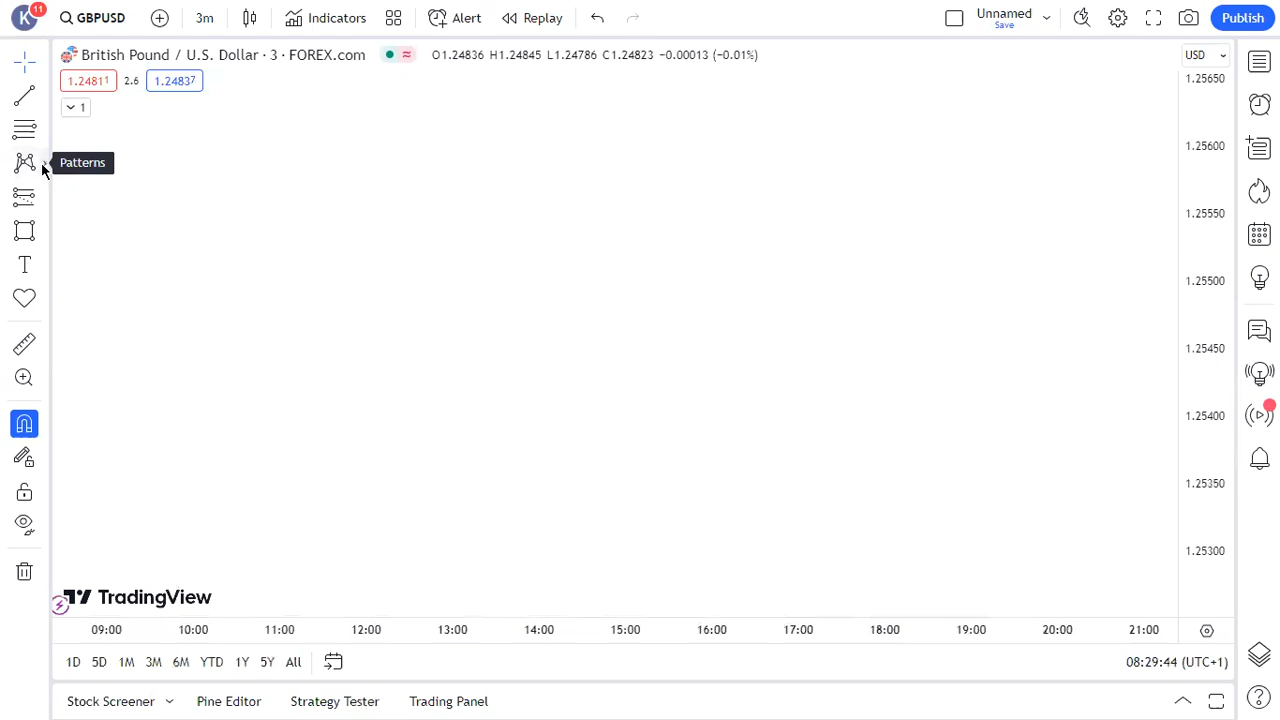 K 11 GBPUSD 3m Indicators Alert Replay Unnamed Publish
Save
British Pound / U.S. Dollar · 3 · FOREX.com O1.24836 H1.24845 L1.24786 C1.24823 −0.00013 (−0.01%) USD
1.24811 2.6 1.24837
1.25650
1
1.25600
Patterns
1.25550
T
1.25500
1.25450
1.25400
1.25350
1.25300
TradingView
09:00 10:00 11:00 12:00 13:00 14:00 15:00 16:00 17:00 18:00 19:00 20:00 21:00
1D 5D 1M 3M 6M YTD 1Y 5Y All 08:29:44 (UTC+1)
Stock Screener Pine Editor Strategy Tester Trading Panel